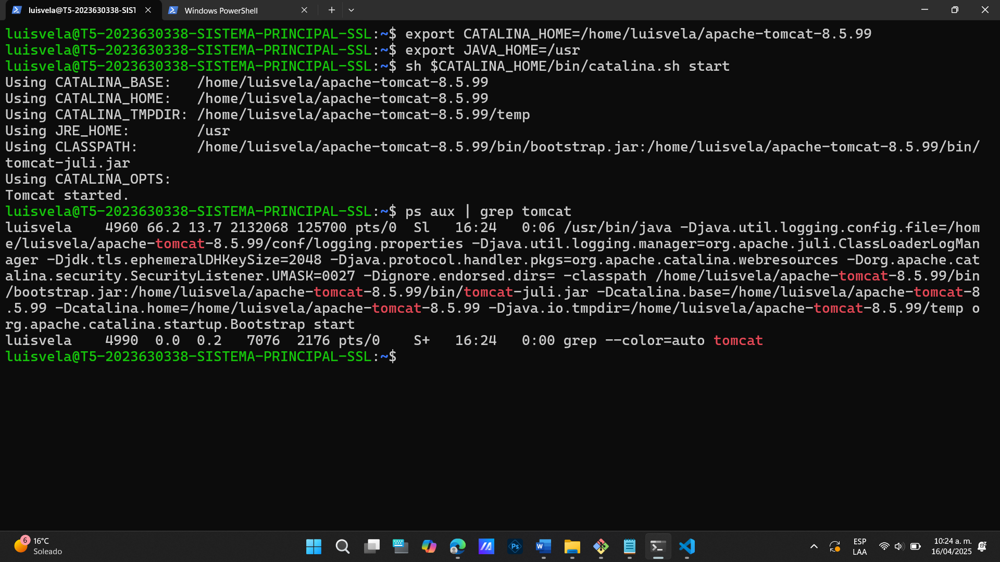 luisvela@T5-2023630338-SIST
Windows PowerShell
luisvela@T5-2023630338-SISTEMA-PRINCIPAL-SSL:~$ export CATALINA_HOME=/home/luisvela/apache-tomcat-8.5.99
luisvela@T5-2023630338-SISTEMA-PRINCIPAL-SSL:~$ export JAVA_HOME=/usr
luisvela@T5-2023630338-SISTEMA-PRINCIPAL-SSL:~$ sh $CATALINA_HOME/bin/catalina.sh start
Using CATALINA_BASE:   /home/luisvela/apache-tomcat-8.5.99
Using CATALINA_HOME:   /home/luisvela/apache-tomcat-8.5.99
Using CATALINA_TMPDIR: /home/luisvela/apache-tomcat-8.5.99/temp
Using JRE_HOME:        /usr
Using CLASSPATH:       /home/luisvela/apache-tomcat-8.5.99/bin/bootstrap.jar:/home/luisvela/apache-tomcat-8.5.99/bin/
tomcat-juli.jar
Using CATALINA_OPTS:
Tomcat started.
luisvela@T5-2023630338-SISTEMA-PRINCIPAL-SSL:~$ ps aux | grep tomcat
luisvela    4960 66.2 13.7 2132068 125700 pts/0  Sl   16:24   0:06 /usr/bin/java -Djava.util.logging.config.file=/hom
e/luisvela/apache-tomcat-8.5.99/conf/logging.properties -Djava.util.logging.manager=org.apache.juli.ClassLoaderLogMan
ager -Djdk.tls.ephemeralDHKeySize=2048 -Djava.protocol.handler.pkgs=org.apache.catalina.webresources -Dorg.apache.cat
alina.security.SecurityListener.UMASK=0027 -Dignore.endorsed.dirs= -classpath /home/luisvela/apache-tomcat-8.5.99/bin
/bootstrap.jar:/home/luisvela/apache-tomcat-8.5.99/bin/tomcat-juli.jar -Dcatalina.base=/home/luisvela/apache-tomcat-8
.5.99 -Dcatalina.home=/home/luisvela/apache-tomcat-8.5.99 -Djava.io.tmpdir=/home/luisvela/apache-tomcat-8.5.99/temp o
rg.apache.catalina.startup.Bootstrap start
luisvela    4990  0.0  0.2   7076  2176 pts/0    S+   16:24   0:00 grep --color=auto tomcat
luisvela@T5-2023630338-SISTEMA-PRINCIPAL-SSL:~$
6
16°C
Soleado
Ps
W
ESP
LAA
10:24 a. m.
16/04/2025